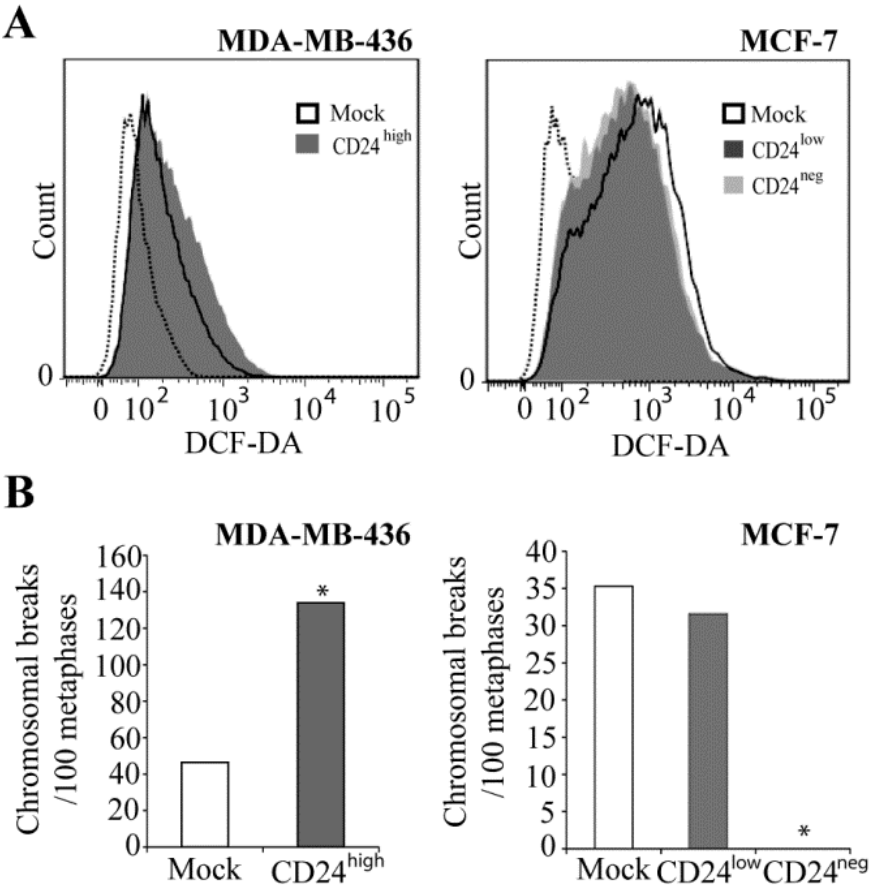 A
MDA-MB-436
Mock
CD24high
Count
0
0 10² 10³ 10⁴ 10⁵
DCF-DA
MCF-7
Mock
CD24low
CD24neg
Count
0
0 10² 10³ 10⁴ 10⁵
DCF-DA
B
MDA-MB-436
Chromosomal breaks
/100 metaphases
160
140
120
100
80
60
40
20
0
*
Mock CD24high
MCF-7
Chromosomal breaks
/100 metaphases
40
35
30
25
20
15
10
5
0
*
Mock CD24low CD24neg